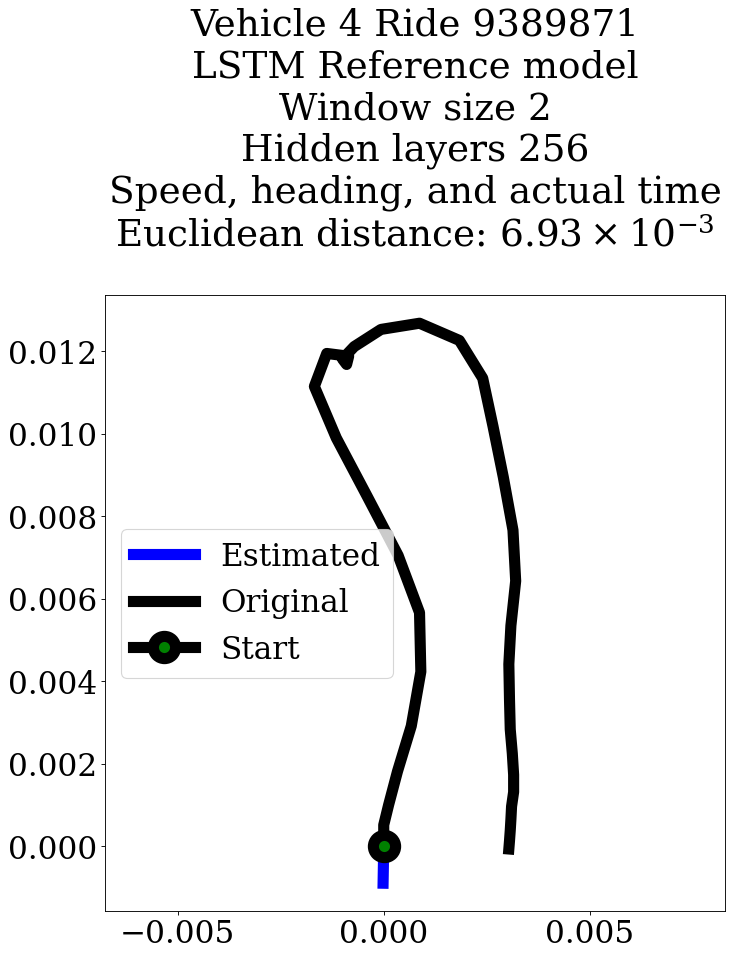 Vehicle 4 Ride 9389871
LSTM Reference model
Window size 2
Hidden layers 256
Speed, heading, and actual time
Euclidean distance: 6.93 × 10⁻³
0.012
0.010
0.008
0.006
0.004
0.002
0.000
Estimated
Original
Start
−0.005 0.000 0.005